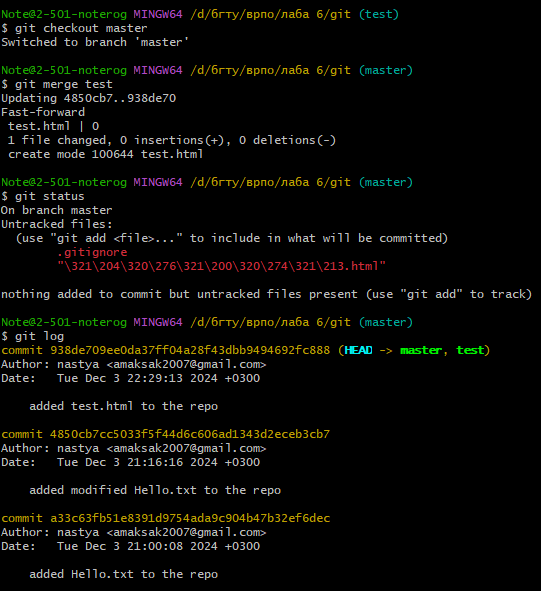 Note@2-501-noterog MINGW64 /d/бгту/врпо/лаба 6/git (test)
$ git checkout master
Switched to branch 'master'
Note@2-501-noterog MINGW64 /d/бгту/врпо/лаба 6/git (master)
$ git merge test
Updating 4850cb7..938de70
Fast-forward
 test.html | 0
 1 file changed, 0 insertions(+), 0 deletions(-)
 create mode 100644 test.html
Note@2-501-noterog MINGW64 /d/бгту/врпо/лаба 6/git (master)
$ git status
On branch master
Untracked files:
  (use "git add <file>..." to include in what will be committed)
        .gitignore
        "\321\204\320\276\321\200\320\274\321\213.html"
nothing added to commit but untracked files present (use "git add" to track)
Note@2-501-noterog MINGW64 /d/бгту/врпо/лаба 6/git (master)
$ git log
commit 938de709ee0da37ff04a28f43dbb9494692fc888 (HEAD -> master, test)
Author: nastya <amaksak2007@gmail.com>
Date:   Tue Dec 3 22:29:13 2024 +0300
    added test.html to the repo
commit 4850cb7cc5033f5f44d6c606ad1343d2eceb3cb7
Author: nastya <amaksak2007@gmail.com>
Date:   Tue Dec 3 21:16:16 2024 +0300
    added modified Hello.txt to the repo
commit a33c63fb51e8391d9754ada9c904b47b32ef6dec
Author: nastya <amaksak2007@gmail.com>
Date:   Tue Dec 3 21:00:08 2024 +0300
    added Hello.txt to the repo